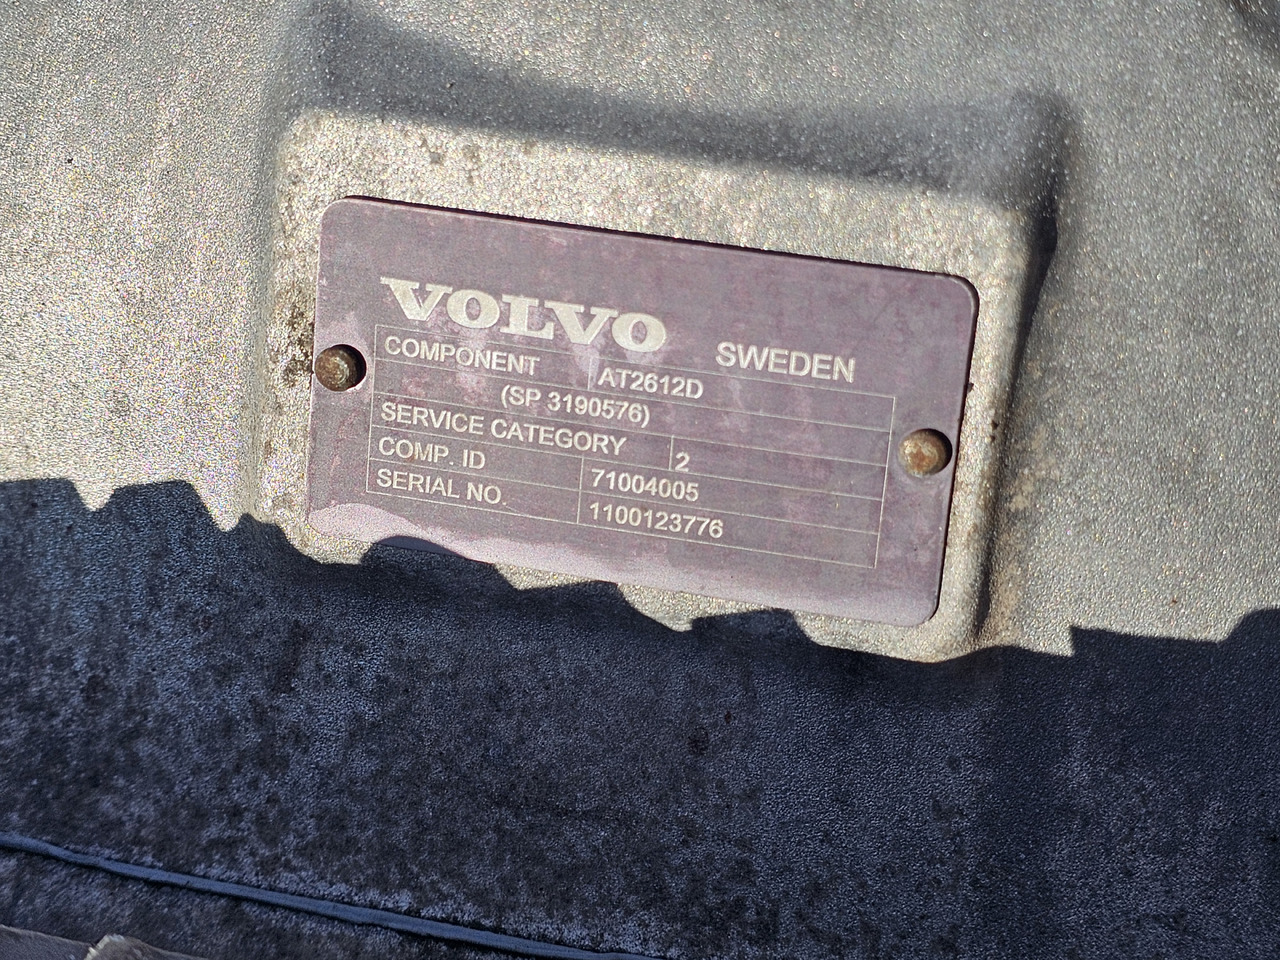 VOLVO SWEDEN
COMPONENT AT2612D
(SP 3190576)
SERVICE CATEGORY 2
COMP. ID 71004005
SERIAL NO. 1100123776